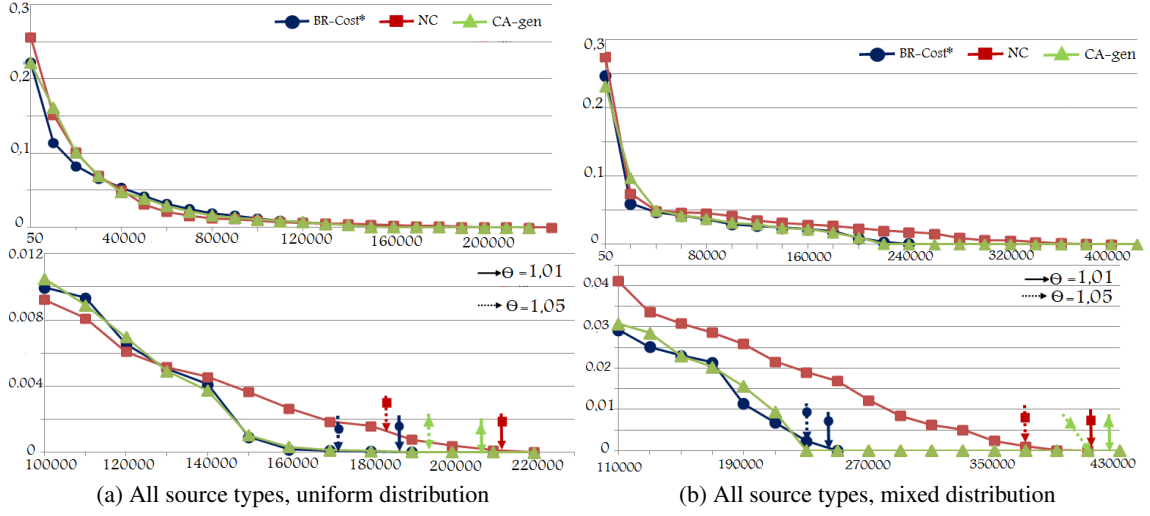 0,3
BR-Cost* NC CA-gen
0,2
0,1
0
50 40000 80000 120000 160000 200000
0,3
BR-Cost* NC CA-gen
0,2
0,1
0
50 80000 160000 240000 320000 400000
0,012
Θ =1,01
Θ=1,05
0,008
0,004
0
100000 120000 140000 160000 180000 200000 220000
0,04
Θ =1,01
Θ=1,05
0,03
0,02
0,01
0
110000 190000 270000 350000 430000
(a) All source types, uniform distribution
(b) All source types, mixed distribution